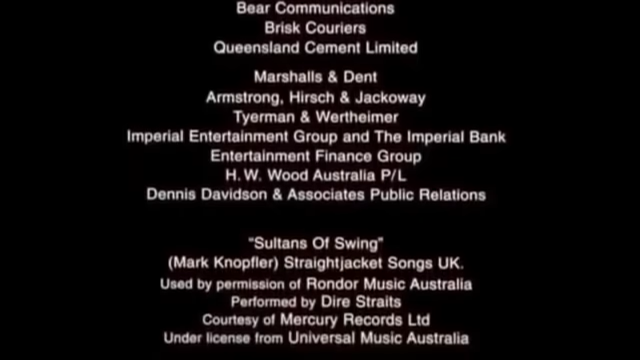 Bear Communications
Brisk Couriers
Queensland Cement Limited
Marshalls & Dent
Armstrong, Hirsch & Jackoway
Tyerman & Wertheimer
Imperial Entertainment Group and The Imperial Bank
Entertainment Finance Group
H. W. Wood Australia P/L
Dennis Davidson & Associates Public Relations
"Sultans Of Swing"
(Mark Knopfler) Straightjacket Songs UK.
Used by permission of Rondor Music Australia
Performed by Dire Straits
Courtesy of Mercury Records Ltd
Under license from Universal Music Australia